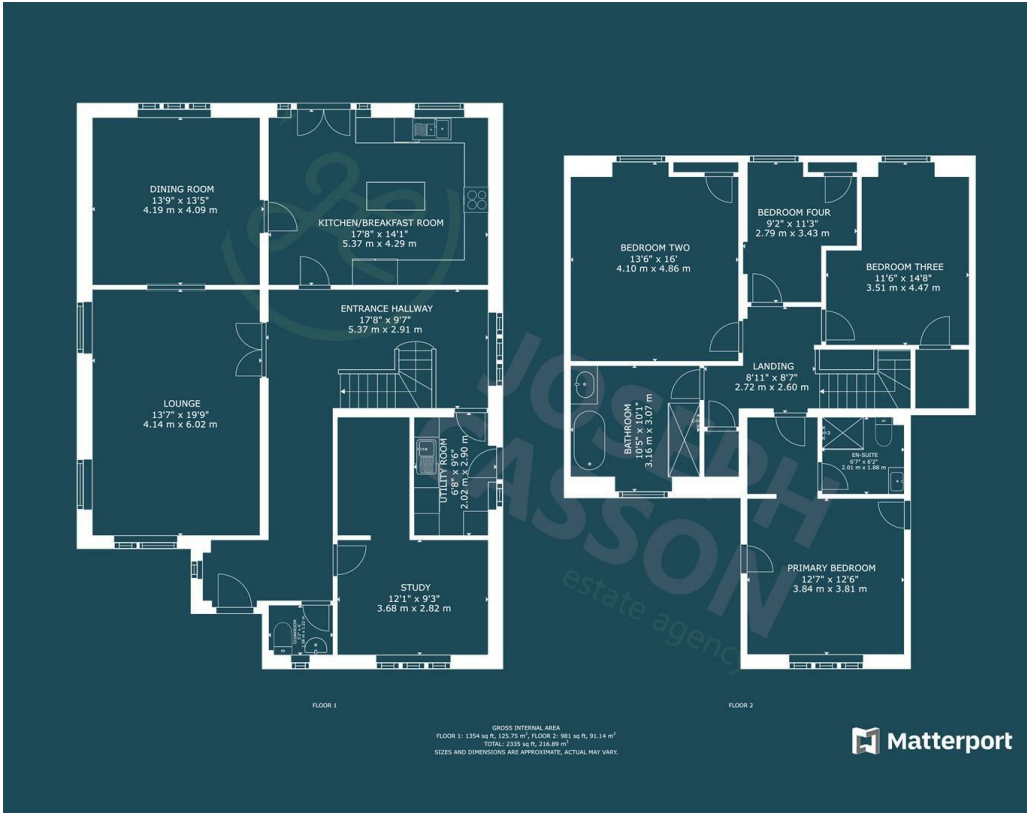 DINING ROOM
13'9" x 13'5"
4.19 m x 4.09 m
KITCHEN/BREAKFAST ROOM
17'8" x 14'1"
5.37 m x 4.29 m
ENTRANCE HALLWAY
17'8" x 9'7"
5.37 m x 2.91 m
LOUNGE
13'7" x 19'9"
4.14 m x 6.02 m
UTILITY ROOM
6'8" x 9'6"
2.02 m x 2.90 m
STUDY
12'1" x 9'3"
3.68 m x 2.82 m
CLOAKROOM
FLOOR 1
BEDROOM TWO
13'6" x 16'
4.10 m x 4.86 m
BEDROOM FOUR
9'2" x 11'3"
2.79 m x 3.43 m
BEDROOM THREE
11'6" x 14'8"
3.51 m x 4.47 m
LANDING
8'11" x 8'7"
2.72 m x 2.60 m
BATHROOM
10'5" x 10'1"
3.16 m x 3.07 m
EN-SUITE
6'7" x 6'2"
2.01 m x 1.88 m
PRIMARY BEDROOM
12'7" x 12'6"
3.84 m x 3.81 m
FLOOR 2
JOSEPH
CASSON
estate agency
GROSS INTERNAL AREA
FLOOR 1: 1354 sq ft, 125.75 m², FLOOR 2: 981 sq ft, 91.14 m²
TOTAL: 2335 sq ft, 216.89 m²
SIZES AND DIMENSIONS ARE APPROXIMATE, ACTUAL MAY VARY.
Matterport